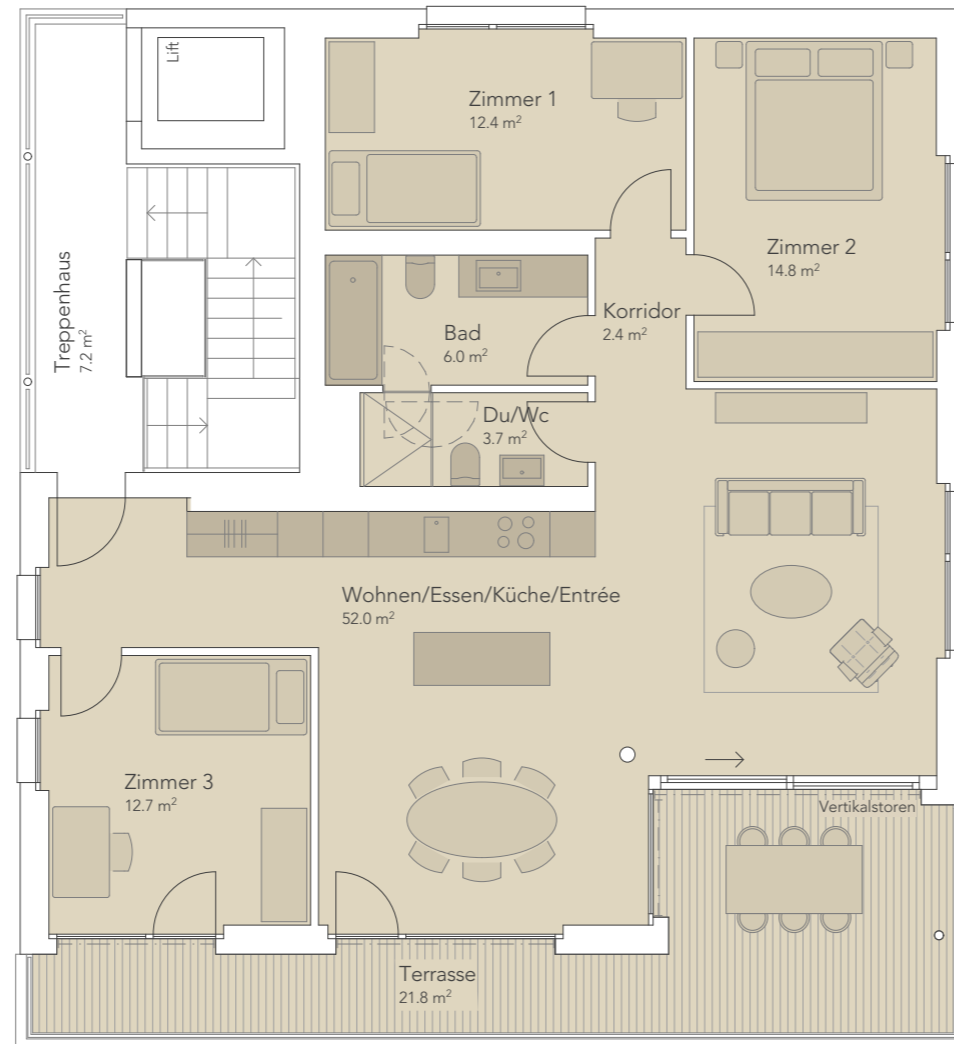 Lift
Zimmer 1
12.4 m²
Zimmer 2
14.8 m²
Treppenhaus
7.2 m²
Korridor
2.4 m²
Bad
6.0 m²
Du/Wc
3.7 m²
Wohnen/Essen/Küche/Entrée
52.0 m²
Zimmer 3
12.7 m²
Vertikalstoren
Terrasse
21.8 m²